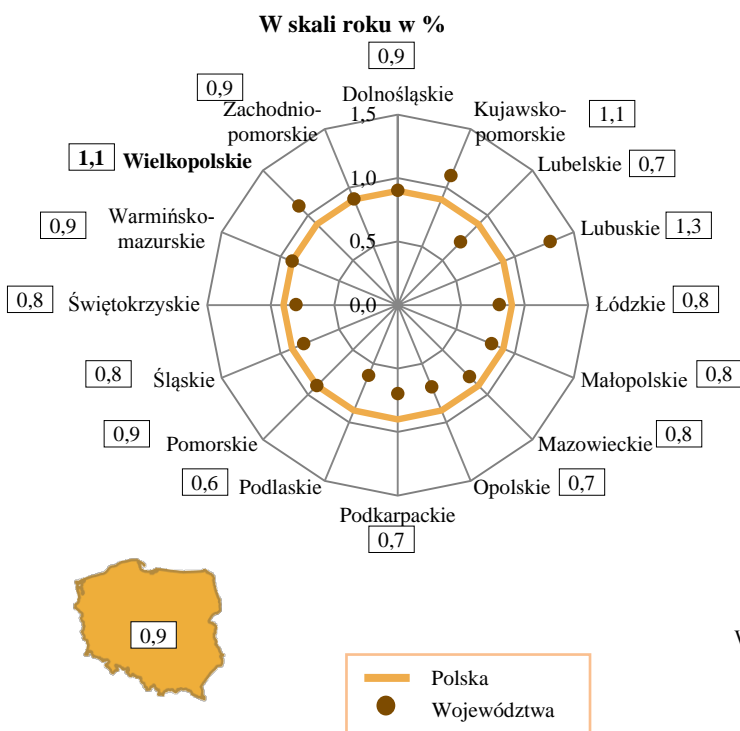 W skali roku w %
0,9
Dolnośląskie
0,9
Zachodnio-
pomorskie
1,5
Kujawsko-
pomorskie
1,1
1,1 Wielkopolskie
Lubelskie 0,7
1,0
0,9
Warmińsko-
mazurskie
Lubuskie 1,3
0,5
0,8 Świętokrzyskie
0,0
Łódzkie 0,8
0,8 Śląskie
Małopolskie 0,8
0,9 Pomorskie
Mazowieckie 0,8
0,6 Podlaskie
Opolskie 0,7
Podkarpackie
0,7
0,9
Polska
Województwa